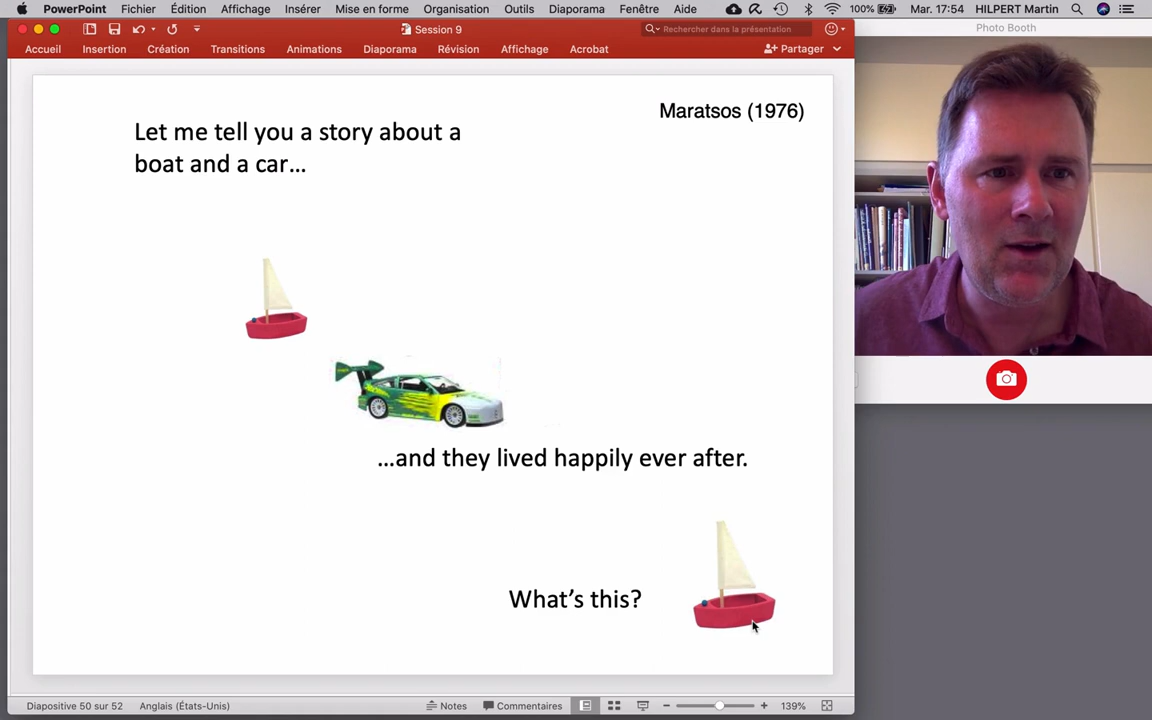 PowerPoint Fichier Édition Affichage Insérer Mise en forme Organisation Outils Diaporama Fenêtre Aide 100% Mar. 17:54 HILPERT Martin
Session 9
Rechercher dans la présentation
Photo Booth
Accueil Insertion Création Transitions Animations Diaporama Révision Affichage Acrobat Partager
Maratsos (1976)
Let me tell you a story about a
boat and a car…
…and they lived happily ever after.
What's this?
Diapositive 50 sur 52 Anglais (États-Unis) Notes Commentaires 139%